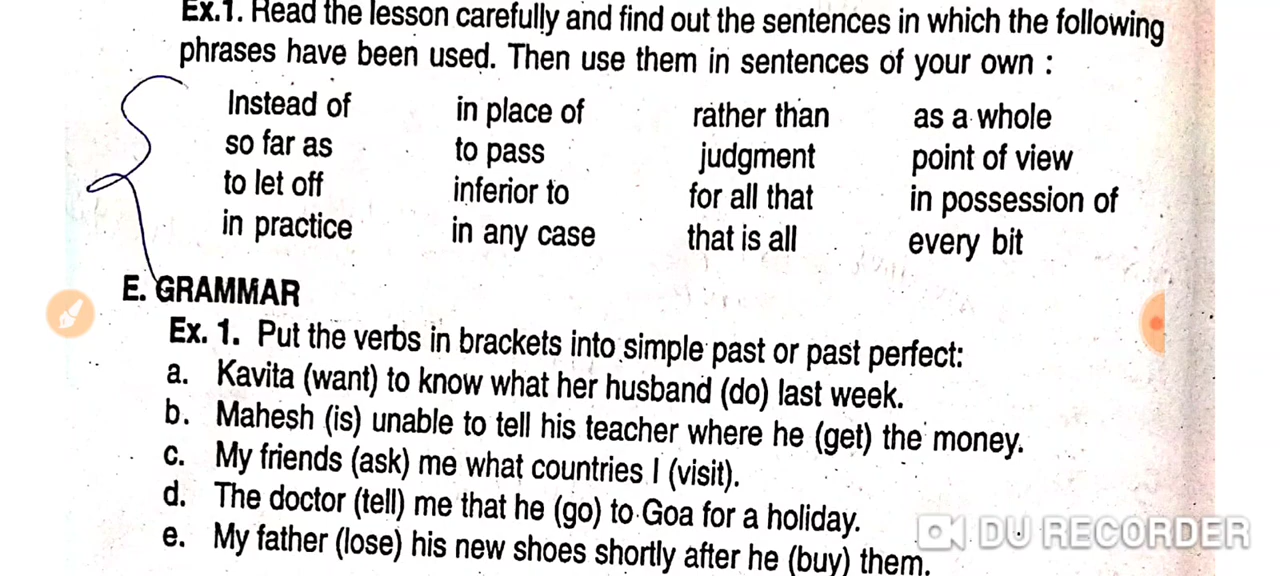 Ex.1. Read the lesson carefully and find out the sentences in which the following
phrases have been used. Then use them in sentences of your own :
Instead of in place of rather than as a whole
so far as to pass judgment point of view
to let off inferior to for all that in possession of
in practice in any case that is all every bit
E. GRAMMAR
Ex. 1. Put the verbs in brackets into simple past or past perfect:
a. Kavita (want) to know what her husband (do) last week.
b. Mahesh (is) unable to tell his teacher where he (get) the money.
c. My friends (ask) me what countries I (visit).
d. The doctor (tell) me that he (go) to Goa for a holiday.
e. My father (lose) his new shoes shortly after he (buy) them.
DU RECORDER